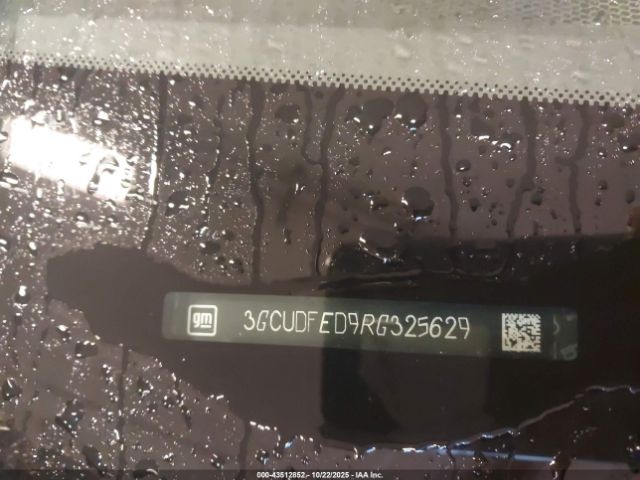 gm 3GCUDFED9RG325629
000-43512852 - 10/22/2025 - IAA Inc.